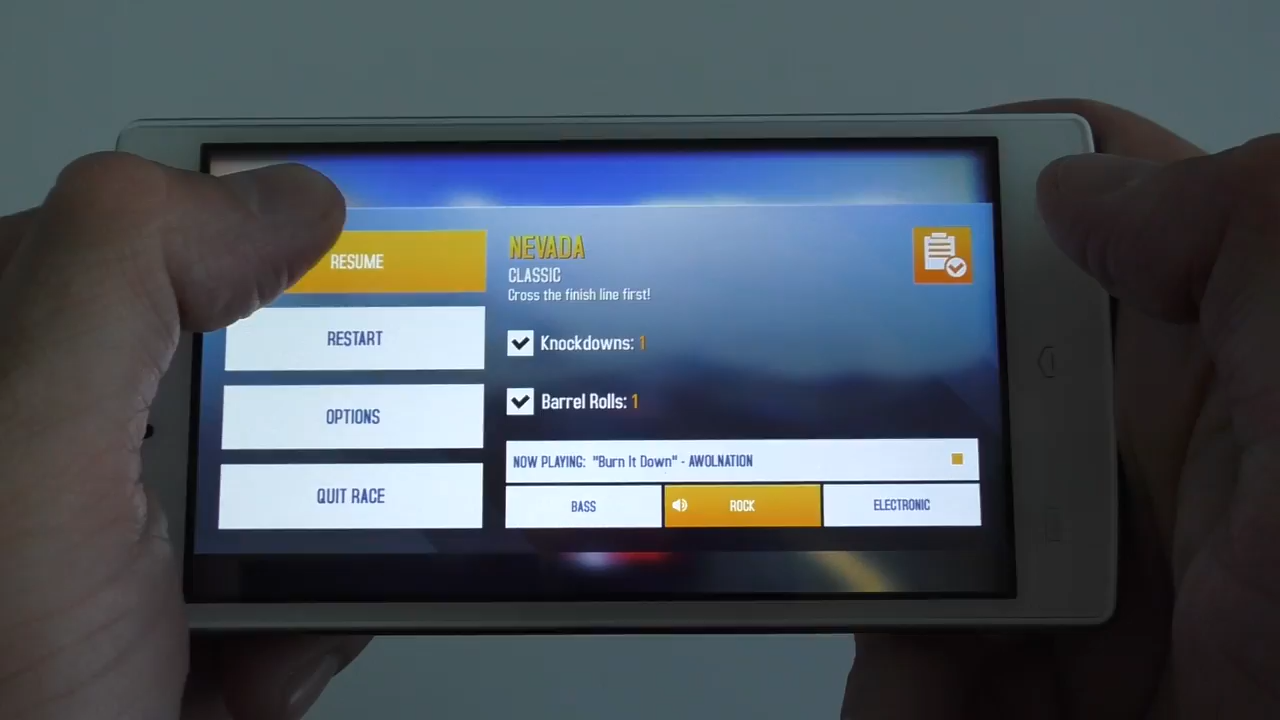 RESUME
RESTART
OPTIONS
QUIT RACE
NEVADA
CLASSIC
Cross the finish line first!
Knockdowns: 1
Barrel Rolls: 1
NOW PLAYING: "Burn It Down" - AWOLNATION
BASS
ROCK
ELECTRONIC